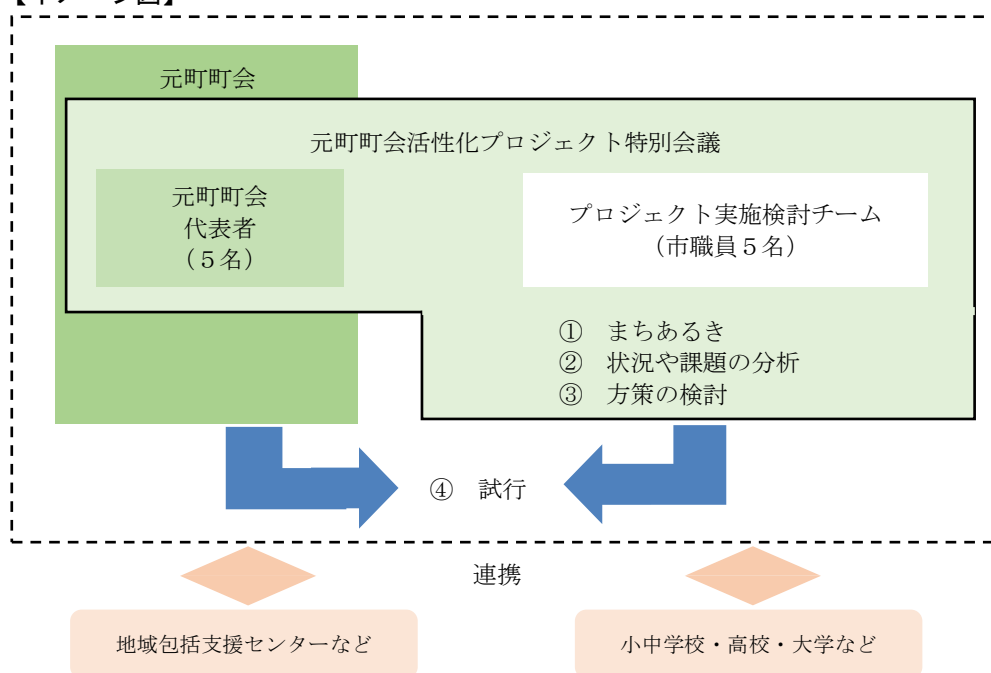 元町町会
元町町会活性化プロジェクト特別会議
元町町会
代表者
（５名）
プロジェクト実施検討チーム
（市職員５名）
① まちあるき
② 状況や課題の分析
③ 方策の検討
④ 試行
連携
地域包括支援センターなど
小中学校・高校・大学など